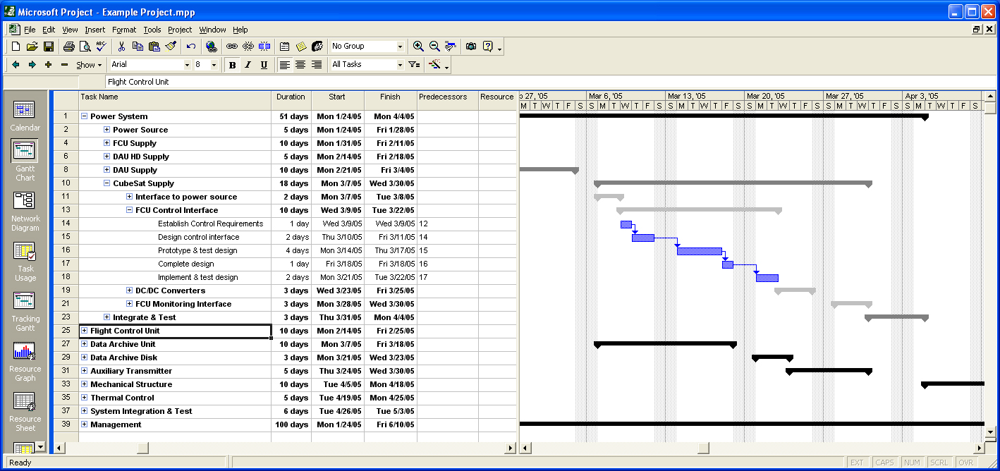 Microsoft Project - Example Project.mpp
File Edit View Insert Format Tools Project Window Help
ABC No Group
Show Arial 8 B I U All Tasks
Flight Control Unit
Calendar
Gantt
Chart
Network
Diagram
Task
Usage
Tracking
Gantt
Resource
Graph
Resource
Sheet
Task Name Duration Start Finish Predecessors Resource
27, '05 Mar 6, '05 Mar 13, '05 Mar 20, '05 Mar 27, '05 Apr 3, '05
M T W T F S S M T W T F S S M T W T F S S M T W T F S S M T W T F S S M T W T F S
1 Power System 51 days Mon 1/24/05 Mon 4/4/05
2 Power Source 5 days Mon 1/24/05 Fri 1/28/05
4 FCU Supply 10 days Mon 1/31/05 Fri 2/11/05
6 DAU HD Supply 5 days Mon 2/14/05 Fri 2/18/05
8 DAU Supply 10 days Mon 2/21/05 Fri 3/4/05
10 CubeSat Supply 18 days Mon 3/7/05 Wed 3/30/05
11 Interface to power source 2 days Mon 3/7/05 Tue 3/8/05
13 FCU Control Interface 10 days Wed 3/9/05 Tue 3/22/05
14 Establish Control Requirements 1 day Wed 3/9/05 Wed 3/9/05 12
15 Design control interface 2 days Thu 3/10/05 Fri 3/11/05 14
16 Prototype & test design 4 days Mon 3/14/05 Thu 3/17/05 15
17 Complete design 1 day Fri 3/18/05 Fri 3/18/05 16
18 Implement & test design 2 days Mon 3/21/05 Tue 3/22/05 17
19 DC/DC Converters 3 days Wed 3/23/05 Fri 3/25/05
21 FCU Monitoring Interface 3 days Mon 3/28/05 Wed 3/30/05
23 Integrate & Test 3 days Thu 3/31/05 Mon 4/4/05
25 Flight Control Unit 10 days Mon 2/14/05 Fri 2/25/05
27 Data Archive Unit 10 days Mon 3/7/05 Fri 3/18/05
29 Data Archive Disk 3 days Mon 3/21/05 Wed 3/23/05
31 Auxiliary Transmitter 5 days Thu 3/24/05 Wed 3/30/05
33 Mechanical Structure 10 days Tue 4/5/05 Mon 4/18/05
35 Thermal Control 5 days Tue 4/19/05 Mon 4/25/05
37 System Integration & Test 6 days Tue 4/26/05 Tue 5/3/05
39 Management 100 days Mon 1/24/05 Fri 6/10/05
Ready EXT CAPS NUM SCRL OVR